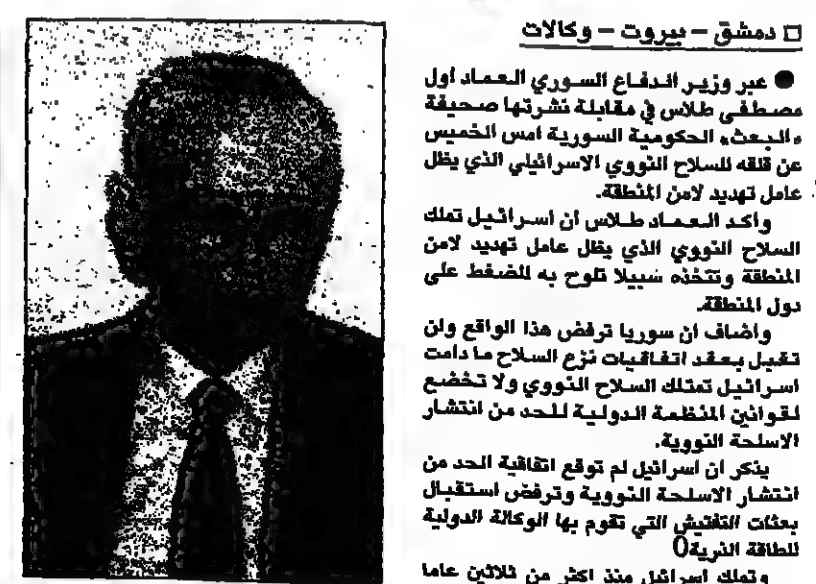 □ دمشق – بيروت – وكالات
● عبر وزير الدفاع السوري العماد اول
مصطفى طلاس في مقابلة نشرتها صحيفة
«البعث» الحكومية السورية امس الخميس
عن قلقه للسلاح النووي الاسرائيلي الذي يظل
عامل تهديد لامن المنطقة.
واكد العماد طلاس أن اسرائيل تملك
السلاح النووي الذي يظل عامل تهديد لامن
المنطقة وتتخذه سبيلا تلوح به للضغط على
دول المنطقة.
واضاف ان سوريا ترفض هذا الواقع ولن
تقبل بعقد اتفاقيات نزع السلاح ما دامت
اسرائيل تمتلك السلاح النووي ولا تخضع
لقوانين المنظمة الدولية للحد من انتشار
الاسلحة النووية.
يذكر ان اسرائيل لم توقع اتفاقية الحد من
انتشار الاسلحة النووية وترفض استقبال
بعثات التفتيش التي تقوم بها الوكالة الدولية
للطاقة الذرية()
وتملك اسرائيل منذ اكثر من ثلاثين عاما